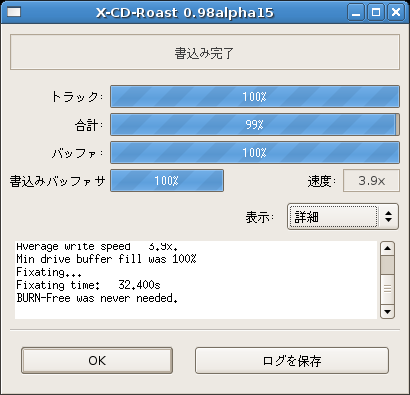 X-CD-Roast 0.98alpha15
書込み完了
トラック: 100%
合計: 99%
バッファ: 100%
書込みバッファサ 100% 速度: 3.9x
表示: 詳細
Average write speed   3.9x.
Min drive buffer fill was 100%
Fixating...
Fixating time:   32.400s
BURN-Free was never needed.
OK ログを保存